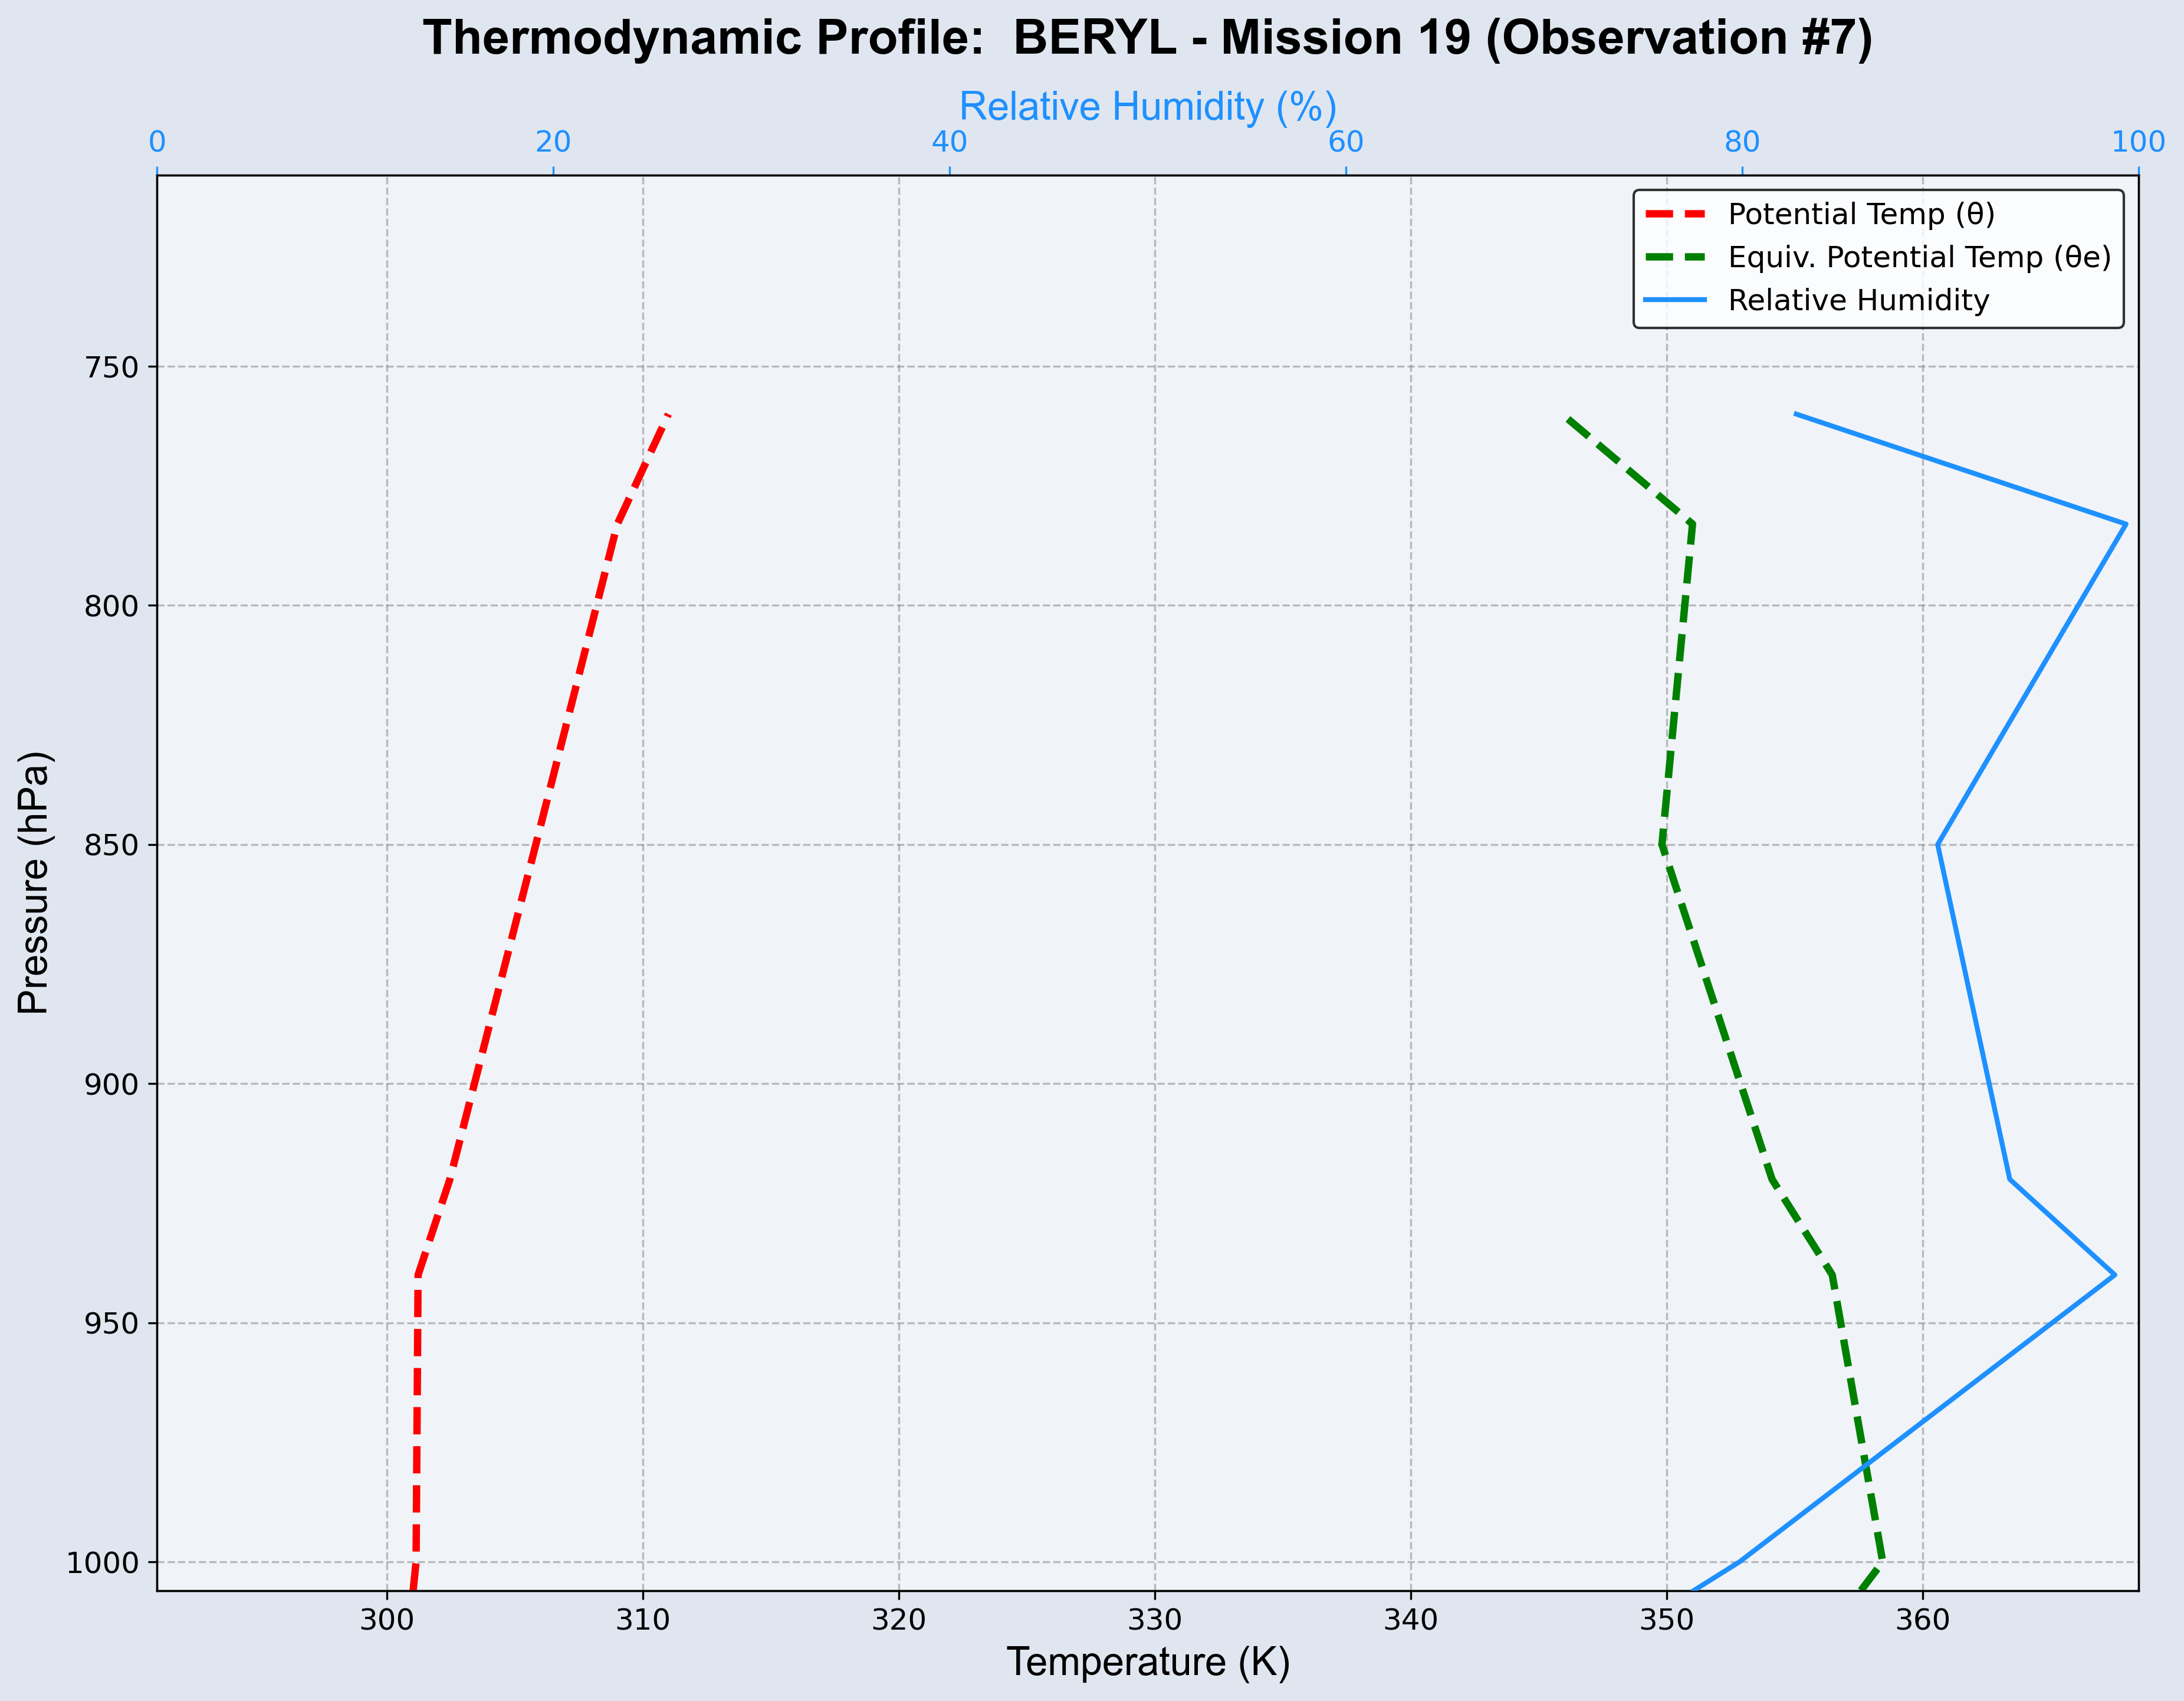 Thermodynamic Profile:  BERYL - Mission 19 (Observation #7)
Relative Humidity (%)
0 20 40 60 80 100
Potential Temp (θ)
Equiv. Potential Temp (θe)
Relative Humidity
Pressure (hPa)
750
800
850
900
950
1000
300 310 320 330 340 350 360
Temperature (K)